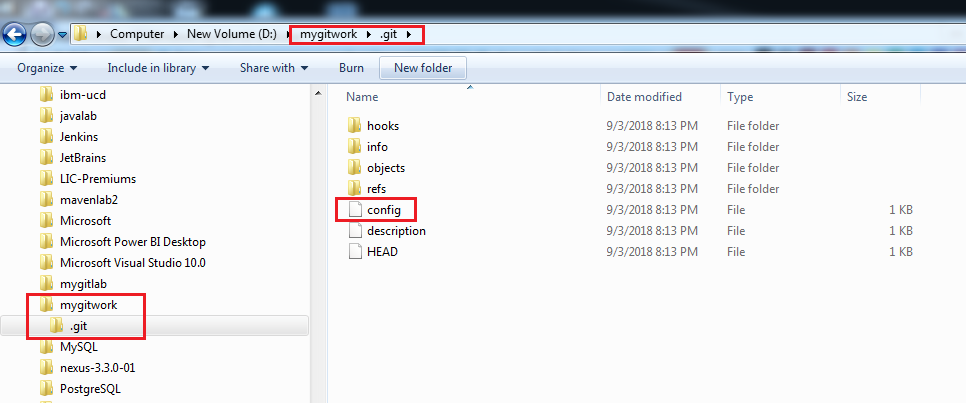 Computer New Volume (D:) mygitwork .git
Organize Include in library Share with Burn New folder
ibm-ucd
javalab
Jenkins
JetBrains
LIC-Premiums
mavenlab2
Microsoft
Microsoft Power BI Desktop
Microsoft Visual Studio 10.0
mygitlab
mygitwork
.git
MySQL
nexus-3.3.0-01
PostgreSQL
Name Date modified Type Size
hooks 9/3/2018 8:13 PM File folder
info 9/3/2018 8:13 PM File folder
objects 9/3/2018 8:13 PM File folder
refs 9/3/2018 8:13 PM File folder
config 9/3/2018 8:13 PM File 1 KB
description 9/3/2018 8:13 PM File 1 KB
HEAD 9/3/2018 8:13 PM File 1 KB